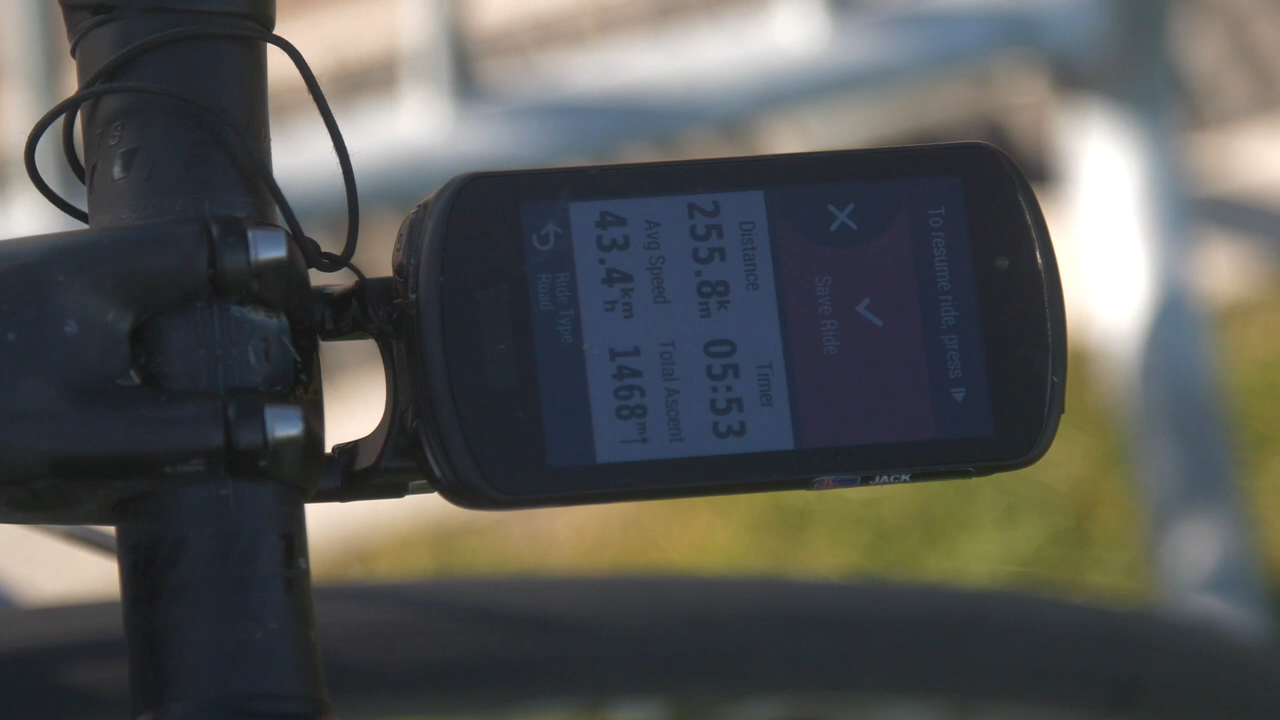 To resume ride, press
Save Ride
Distance
Timer
255.8km
05:53
Avg Speed
Total Ascent
43.4km/h
1468m
Ride Type
Road
JACK